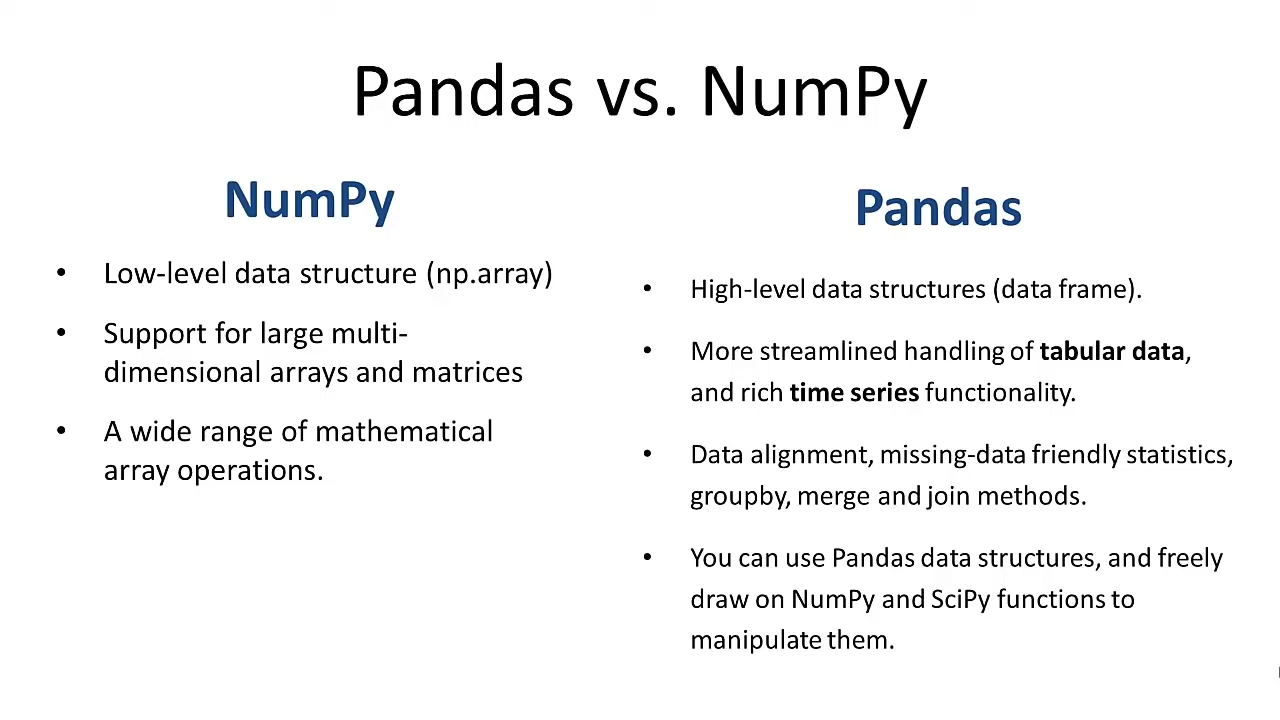 Pandas vs. NumPy
NumPy
• Low-level data structure (np.array)
• Support for large multi-
dimensional arrays and matrices
• A wide range of mathematical
array operations.
Pandas
• High-level data structures (data frame).
• More streamlined handling of tabular data,
and rich time series functionality.
• Data alignment, missing-data friendly statistics,
groupby, merge and join methods.
• You can use Pandas data structures, and freely
draw on NumPy and SciPy functions to
manipulate them.